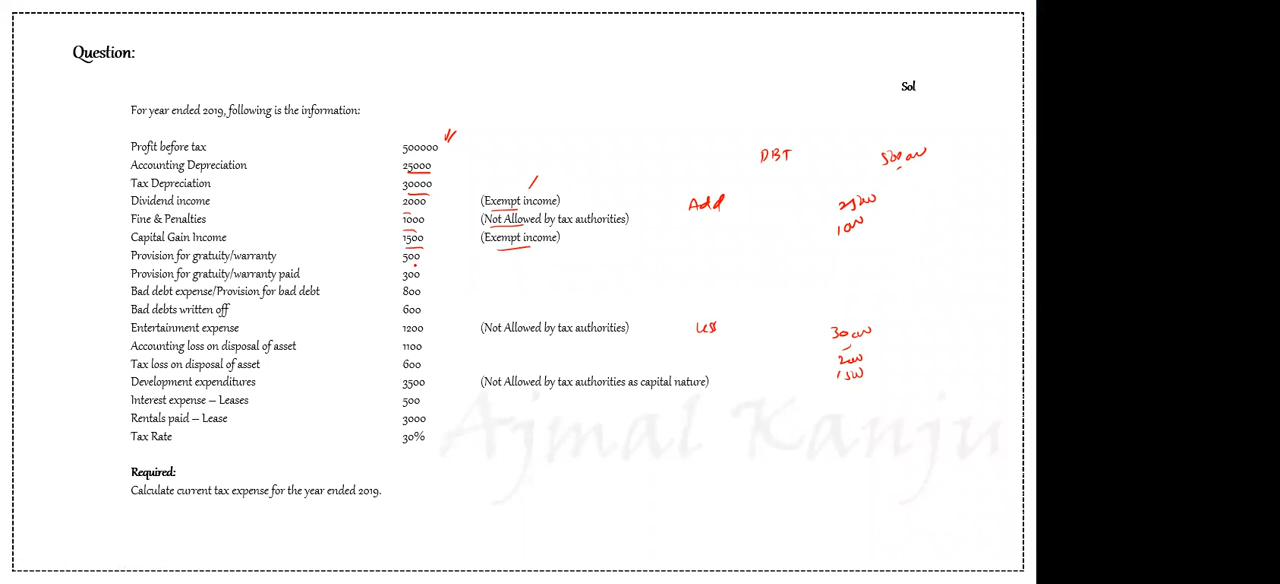 Question:
Sol
For year ended 2019, following is the information:
Profit before tax 500000
Accounting Depreciation 25000
Tax Depreciation 30000
Dividend income 2000 (Exempt income)
Fine & Penalties 1000 (Not Allowed by tax authorities)
Capital Gain Income 1500 (Exempt income)
Provision for gratuity/warranty 500
Provision for gratuity/warranty paid 300
Bad debt expense/Provision for bad debt 800
Bad debts written off 600
Entertainment expense 1200 (Not Allowed by tax authorities)
Accounting loss on disposal of asset 1100
Tax loss on disposal of asset 600
Development expenditures 3500 (Not Allowed by tax authorities as capital nature)
Interest expense – Leases 500
Rentals paid – Lease 3000
Tax Rate 30%
Required:
Calculate current tax expense for the year ended 2019.
Add
Less
Ajmal Kanju